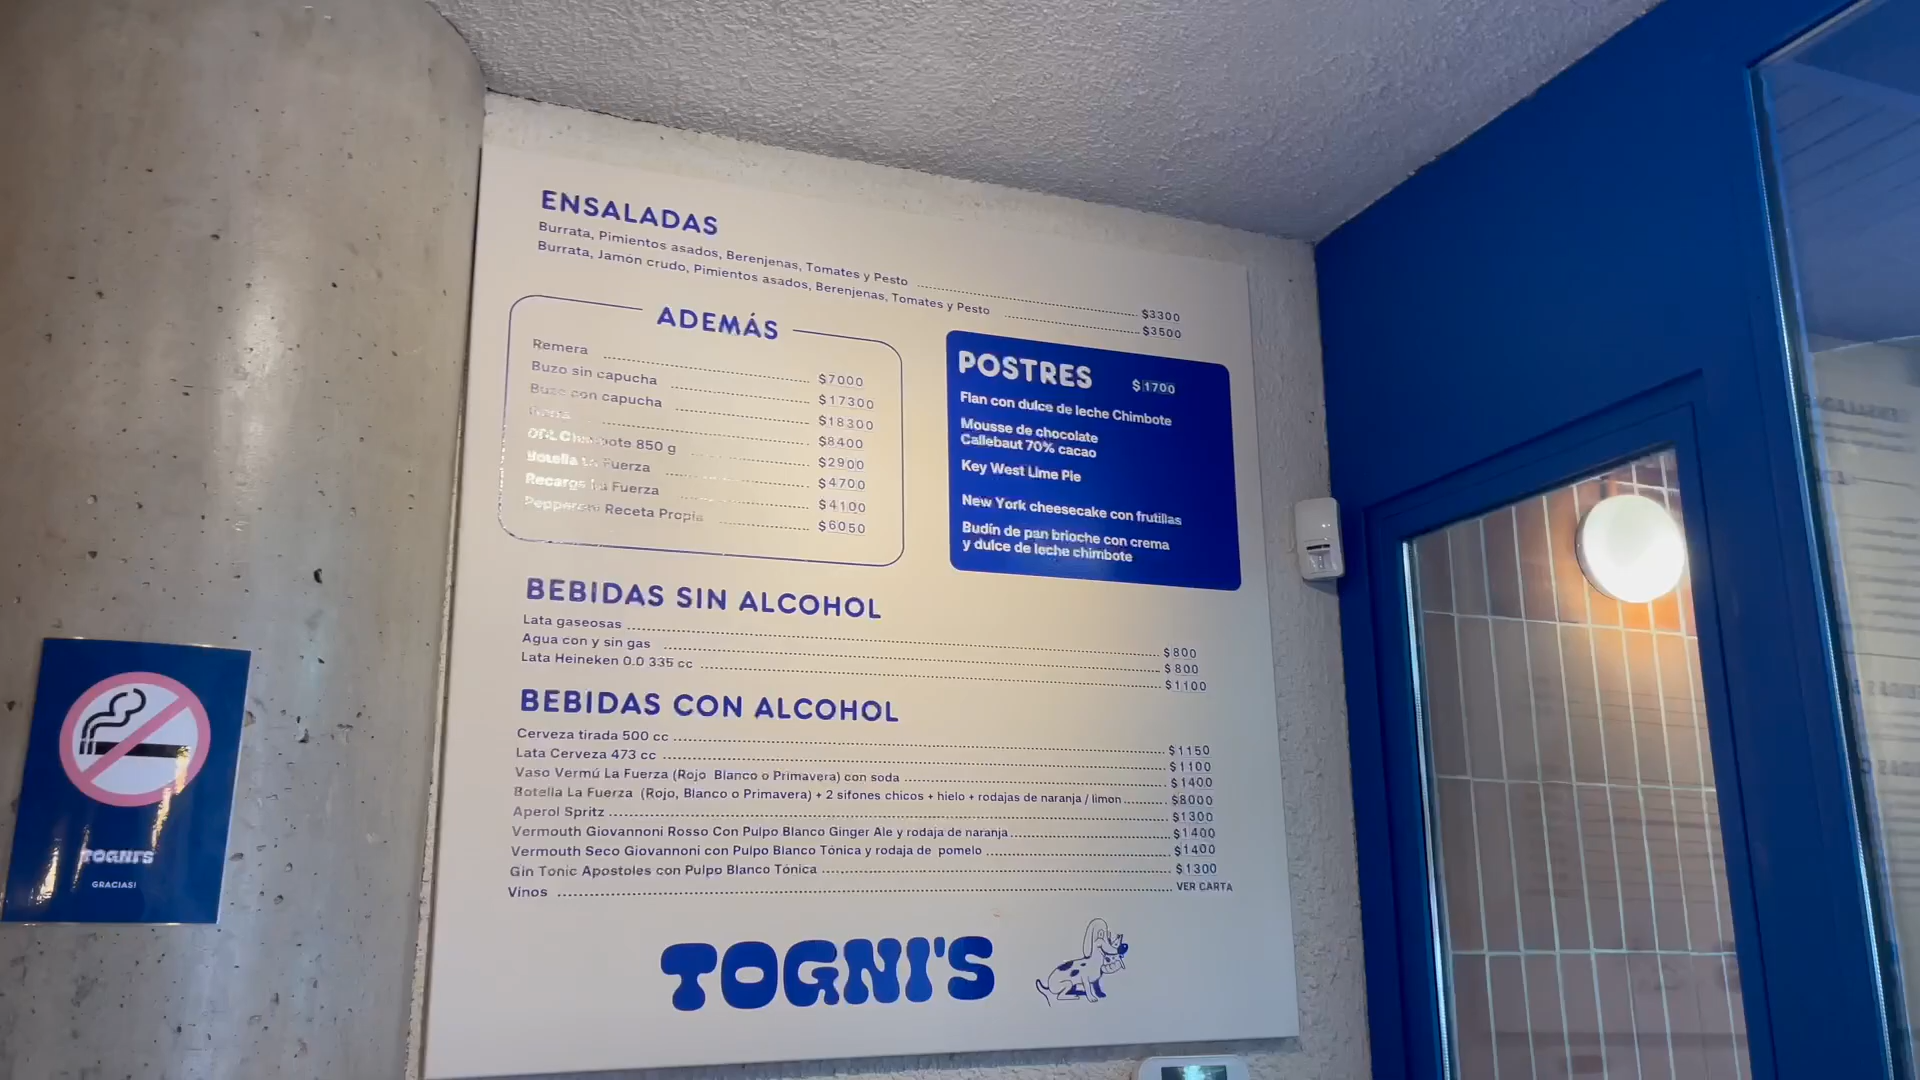 ENSALADAS
Burrata, Pimientos asados, Berenjenas, Tomates y Pesto $3300
Burrata, Jamón crudo, Pimientos asados, Berenjenas, Tomates y Pesto $3500
ADEMÁS
Remera $7000
Buzo sin capucha $17300
Buzo con capucha $18300
$8400
850 g $2900
Botella La Fuerza $4700
Recarga La Fuerza $4100
Pepperoni Receta Propia $6050
POSTRES $1700
Flan con dulce de leche Chimbote
Mousse de chocolate
Callebaut 70% cacao
Key West Lime Pie
New York cheesecake con frutillas
Budín de pan brioche con crema
y dulce de leche chimbote
BEBIDAS SIN ALCOHOL
Lata gaseosas $800
Agua con y sin gas $800
Lata Heineken 0.0 335 cc $1100
BEBIDAS CON ALCOHOL
Cerveza tirada 500 cc $1150
Lata Cerveza 473 cc $1100
Vaso Vermú La Fuerza (Rojo Blanco o Primavera) con soda $1400
Botella La Fuerza (Rojo, Blanco o Primavera) + 2 sifones chicos + hielo + rodajas de naranja / limon $8000
Aperol Spritz $1300
Vermouth Giovannoni Rosso Con Pulpo Blanco Ginger Ale y rodaja de naranja $1400
Vermouth Seco Giovannoni con Pulpo Blanco Tónica y rodaja de pomelo $1400
Gin Tonic Apostoles con Pulpo Blanco Tónica $1300
Vinos VER CARTA
TOGNI'S
TOGNI'S
GRACIAS!